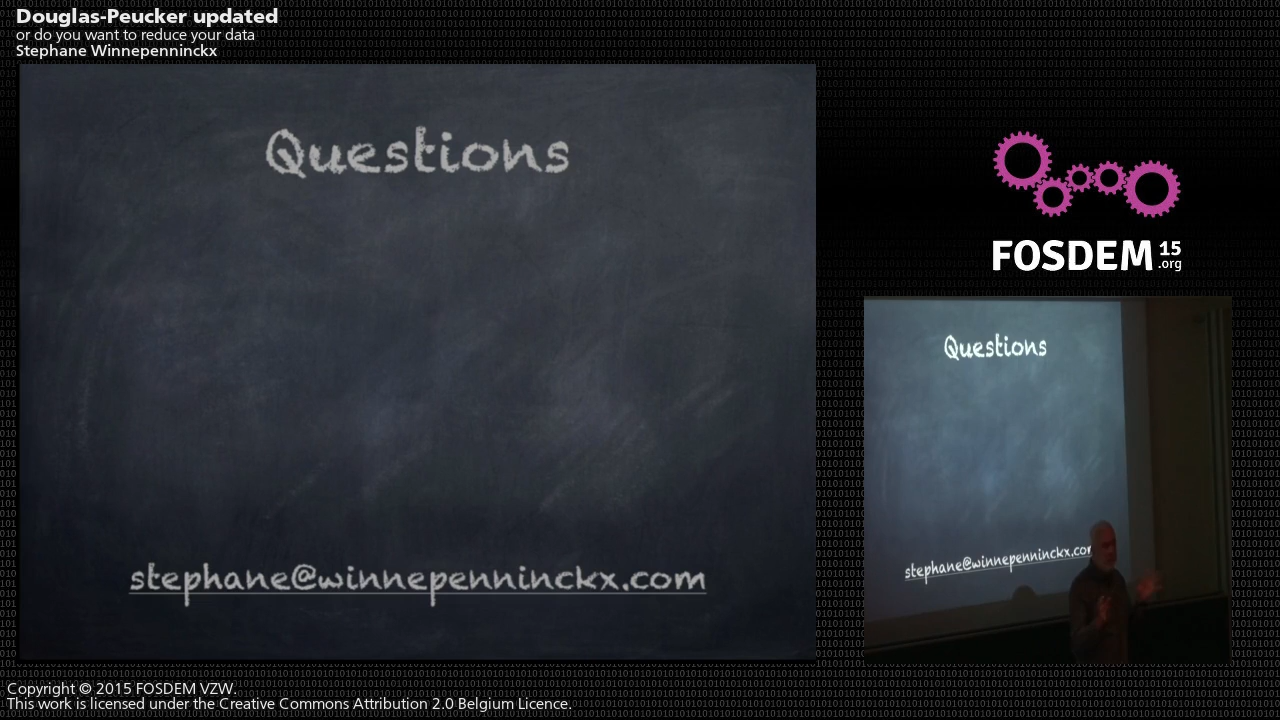 Douglas-Peucker updated
or do you want to reduce your data
Stephane Winnepenninckx
Questions
stephane@winnepenninckx.com
FOSDEM 15
.org
Questions
stephane@winnepenninckx.com
Copyright © 2015 FOSDEM VZW.
This work is licensed under the Creative Commons Attribution 2.0 Belgium Licence.